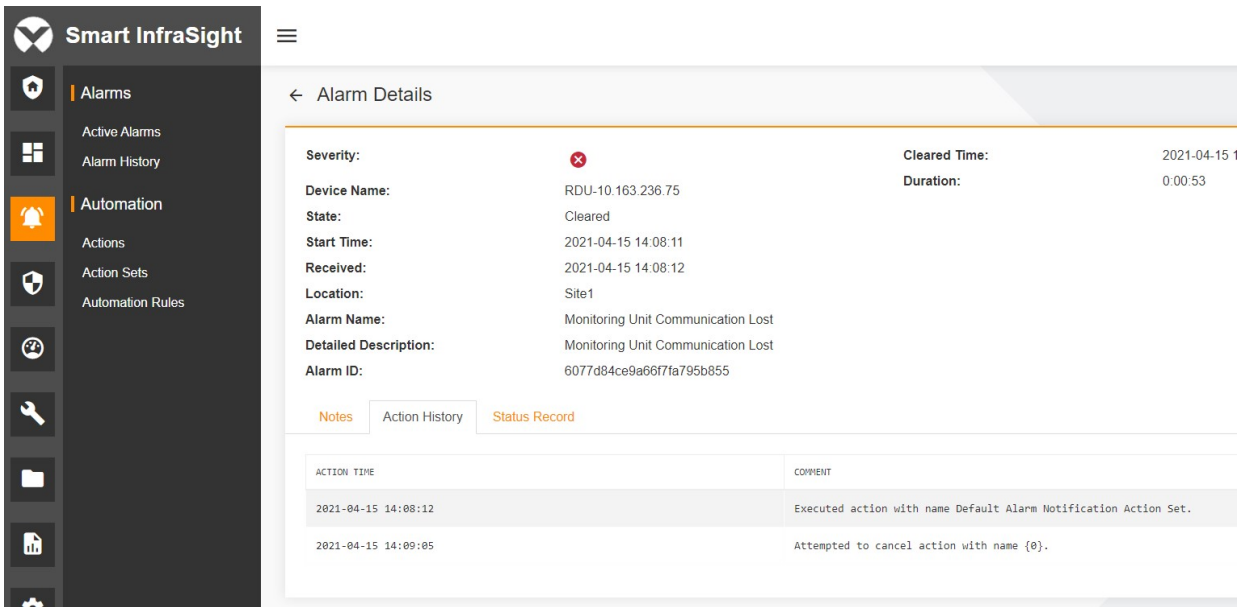 Smart InfraSight
Alarms
Active Alarms
Alarm History
Automation
Actions
Action Sets
Automation Rules
← Alarm Details
Severity:
Device Name: RDU-10.163.236.75
State: Cleared
Start Time: 2021-04-15 14:08:11
Received: 2021-04-15 14:08:12
Location: Site1
Alarm Name: Monitoring Unit Communication Lost
Detailed Description: Monitoring Unit Communication Lost
Alarm ID: 6077d84ce9a66f7fa795b855
Cleared Time: 2021-04-15 1
Duration: 0:00:53
Notes Action History Status Record
ACTION TIME COMMENT
2021-04-15 14:08:12 Executed action with name Default Alarm Notification Action Set.
2021-04-15 14:09:05 Attempted to cancel action with name {0}.